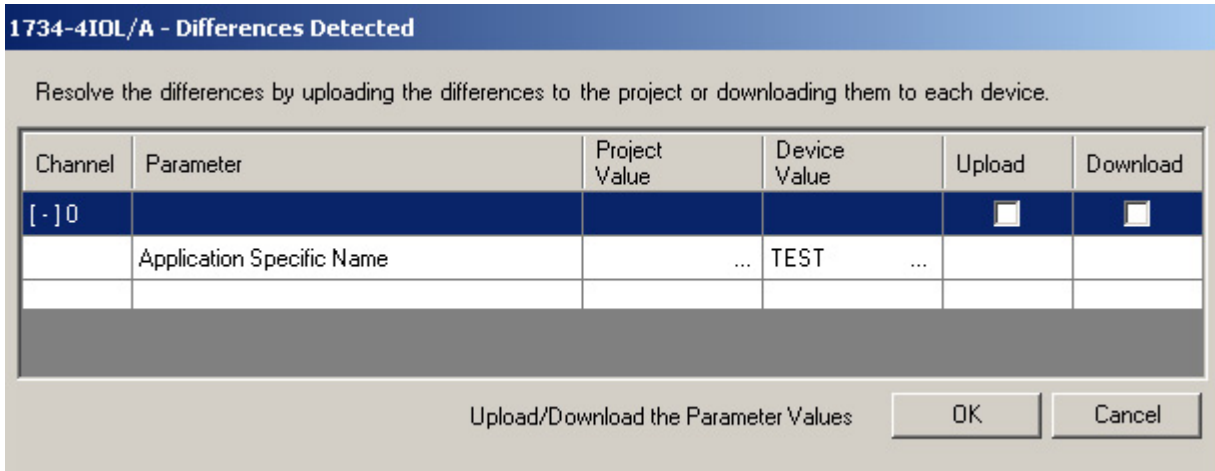 1734-4IOL/A - Differences Detected
Resolve the differences by uploading the differences to the project or downloading them to each device.
Channel Parameter Project Value Device Value Upload Download
[-] 0
Application Specific Name ... TEST ...
Upload/Download the Parameter Values OK Cancel